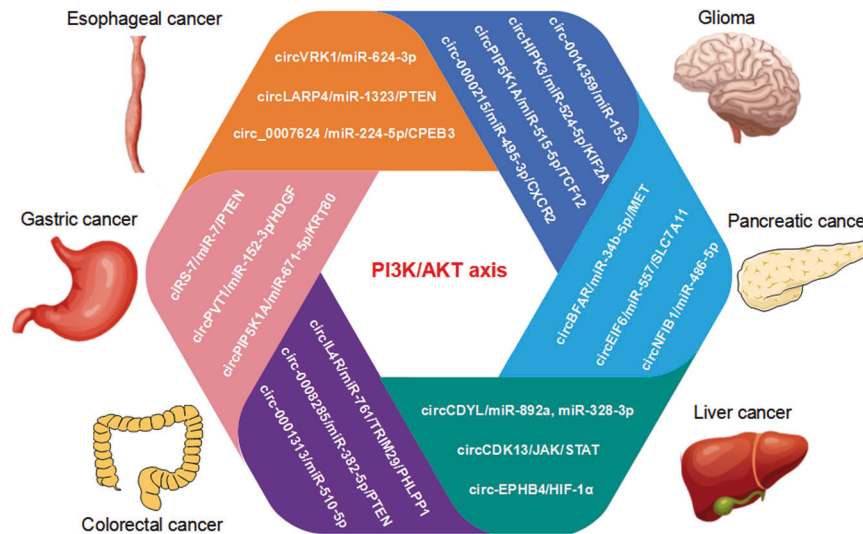 Esophageal cancer
Glioma
circVRK1/miR-624-3p
circLARP4/miR-1323/PTEN
circ_0007624 /miR-224-5p/CPEB3
circ-0014359/miR-153
circHIPK3/miR-524-5p/KIF2A
circPIP5K1A/miR-515-5p/TCF12
circ-0000215/miR-495-3p/CXCR2
Gastric cancer
ciRS-7/miR-7/PTEN
circPVT1/miR-152-3p/HDGF
circPIP5K1A/miR-671-5p/KRT80
PI3K/AKT axis
Pancreatic cancer
circBFAR/miR-34b-5p//MET
circEIF6/miR-557/SLC7A11
circNFIB1/miR-486-5p
circIL4R/miR-761/TRIM29/PHLPP1
circ-0008285/miR-382-5p/PTEN
circ-0001313/miR-510-5p
circCDYL/miR-892a, miR-328-3p
circCDK13/JAK/STAT
circ-EPHB4/HIF-1α
Liver cancer
Colorectal cancer